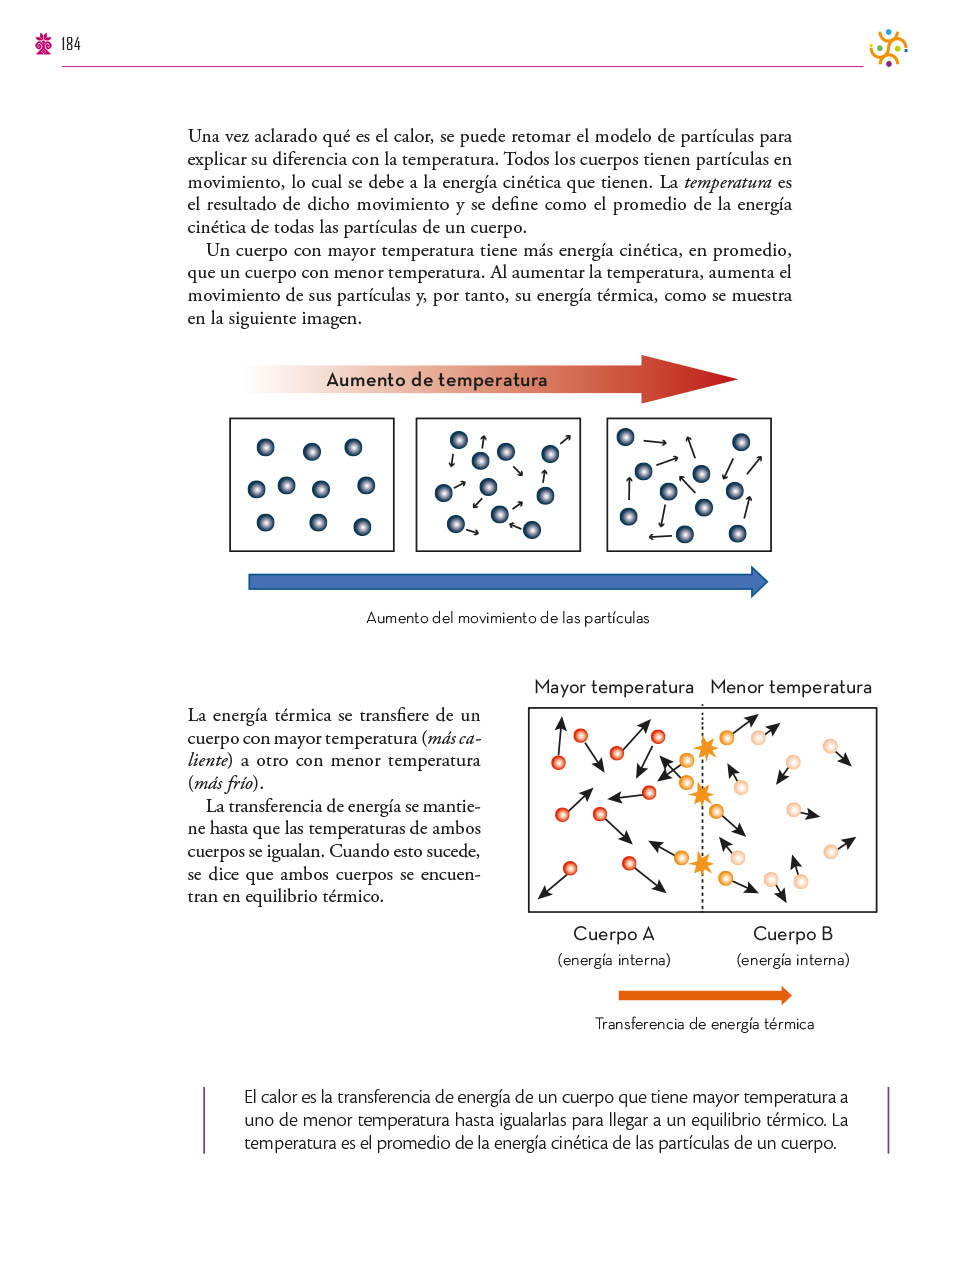 184
Una vez aclarado qué es el calor, se puede retomar el modelo de partículas para
explicar su diferencia con la temperatura. Todos los cuerpos tienen partículas en
movimiento, lo cual se debe a la energía cinética que tienen. La temperatura es
el resultado de dicho movimiento y se define como el promedio de la energía
cinética de todas las partículas de un cuerpo.
Un cuerpo con mayor temperatura tiene más energía cinética, en promedio,
que un cuerpo con menor temperatura. Al aumentar la temperatura, aumenta el
movimiento de sus partículas y, por tanto, su energía térmica, como se muestra
en la siguiente imagen.
Aumento de temperatura
Aumento del movimiento de las partículas
La energía térmica se transfiere de un
cuerpo con mayor temperatura (más ca-
liente) a otro con menor temperatura
(más frío).
La transferencia de energía se mantie-
ne hasta que las temperaturas de ambos
cuerpos se igualan. Cuando esto sucede,
se dice que ambos cuerpos se encuen-
tran en equilibrio térmico.
Mayor temperatura
Menor temperatura
Cuerpo A
(energía interna)
Cuerpo B
(energía interna)
Transferencia de energía térmica
El calor es la transferencia de energía de un cuerpo que tiene mayor temperatura a
uno de menor temperatura hasta igualarlas para llegar a un equilibrio térmico. La
temperatura es el promedio de la energía cinética de las partículas de un cuerpo.